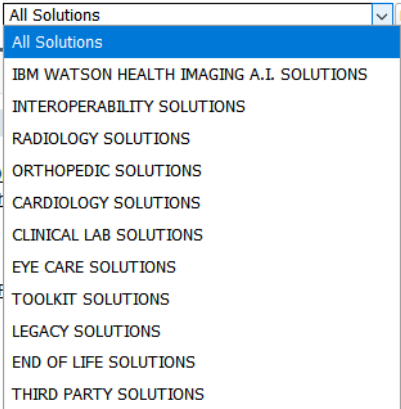 All Solutions
All Solutions
IBM WATSON HEALTH IMAGING A.I. SOLUTIONS
INTEROPERABILITY SOLUTIONS
RADIOLOGY SOLUTIONS
ORTHOPEDIC SOLUTIONS
CARDIOLOGY SOLUTIONS
CLINICAL LAB SOLUTIONS
EYE CARE SOLUTIONS
TOOLKIT SOLUTIONS
LEGACY SOLUTIONS
END OF LIFE SOLUTIONS
THIRD PARTY SOLUTIONS